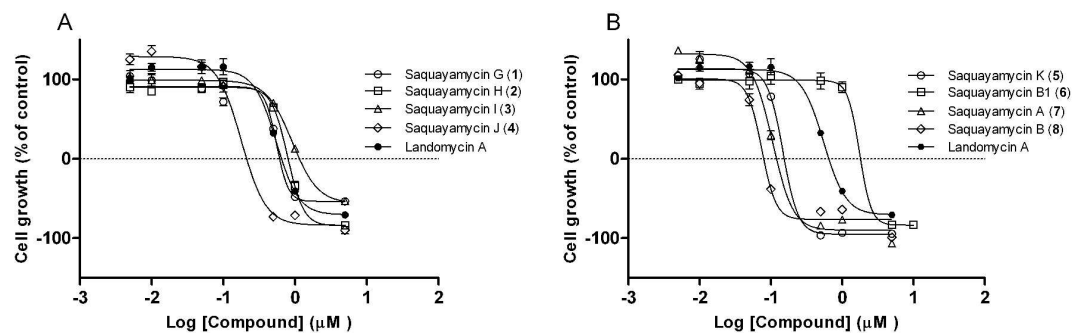 A
Cell growth (% of control)
100
0
-100
-3 -2 -1 0 1 2
Log [Compound] (μM )
Saquayamycin G (1)
Saquayamycin H (2)
Saquayamycin I (3)
Saquayamycin J (4)
Landomycin A
B
Cell growth (% of control)
100
0
-100
-3 -2 -1 0 1 2
Log [Compound] (μM )
Saquayamycin K (5)
Saquayamycin B1 (6)
Saquayamycin A (7)
Saquayamycin B (8)
Landomycin A